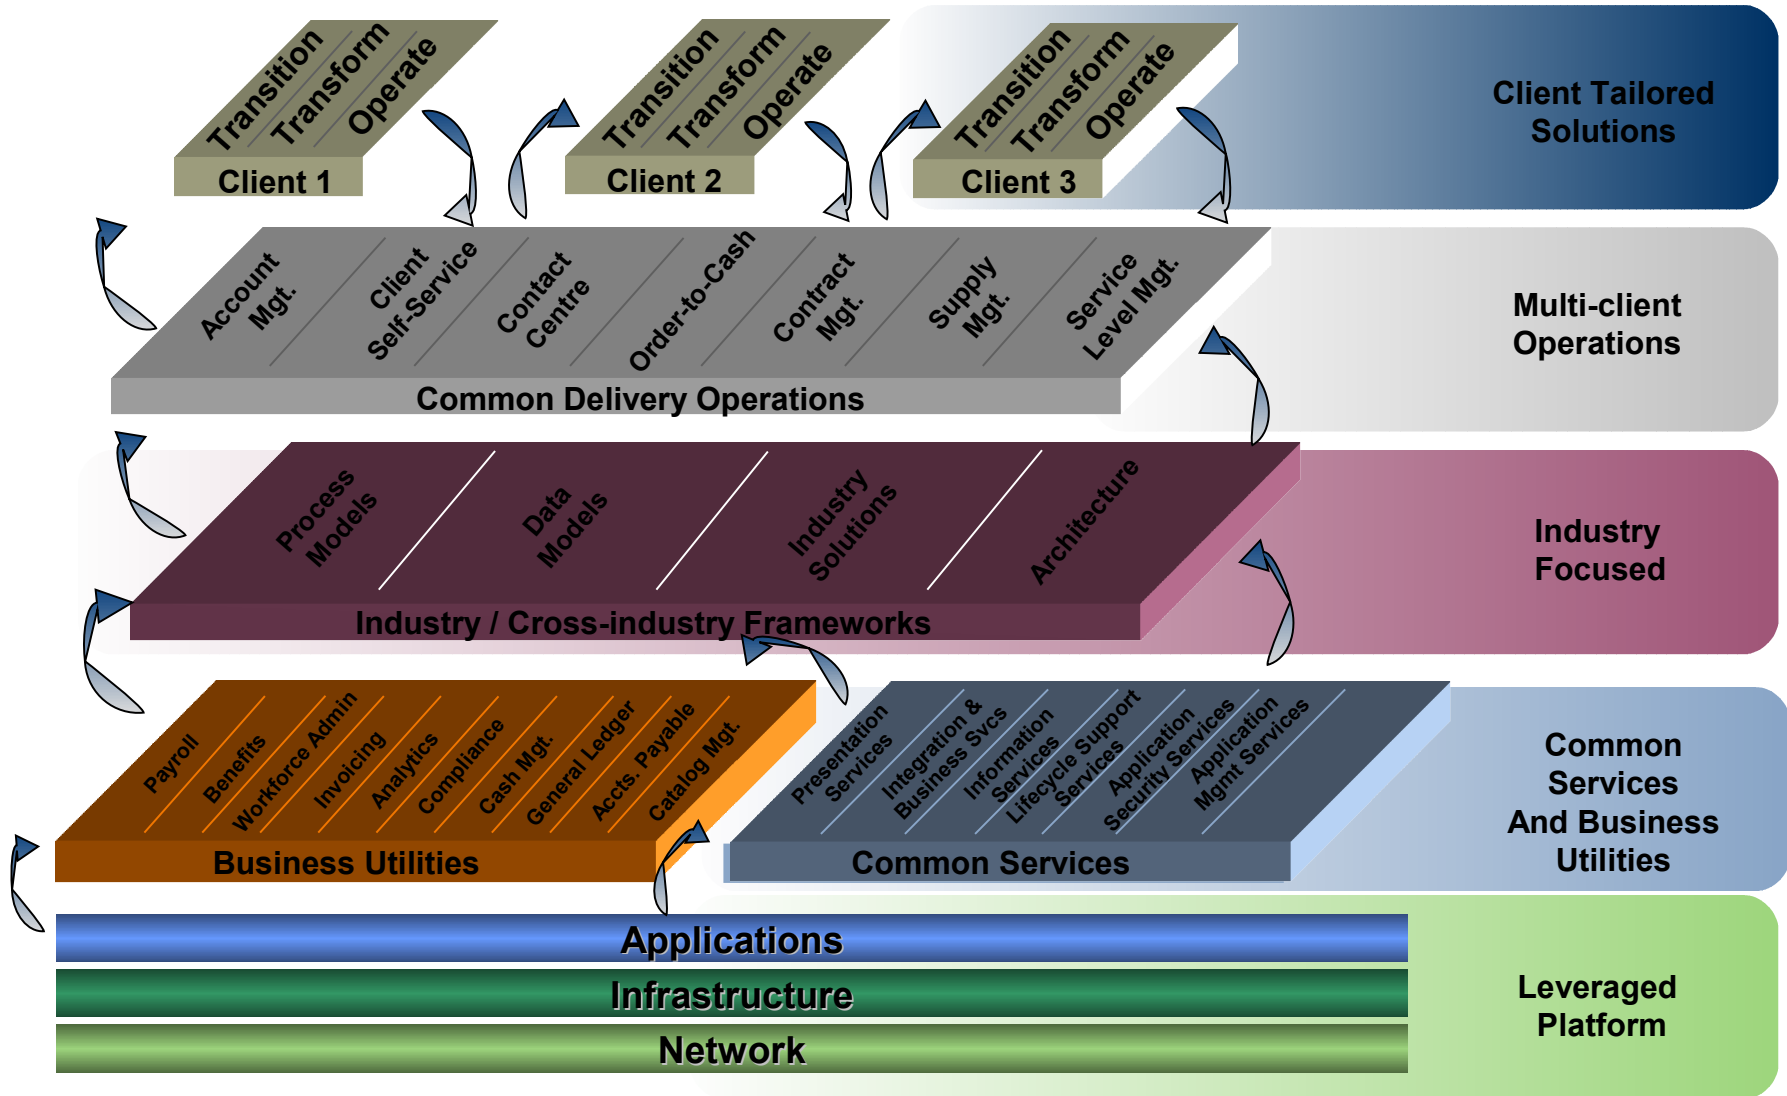 Transition
Transform
Operate
Client 1
Transition
Transform
Operate
Client 2
Transition
Transform
Operate
Client 3
Client Tailored
Solutions
Account
Mgt.
Client
Self-Service
Contact
Centre
Order-to-Cash
Contract
Mgt.
Supply
Mgt.
Service
Level Mgt.
Common Delivery Operations
Multi-client
Operations
Process
Models
Data
Models
Industry
Solutions
Architecture
Industry / Cross-industry Frameworks
Industry
Focused
Payroll
Benefits
Workforce Admin
Invoicing
Analytics
Compliance
Cash Mgt.
General Ledger
Accts. Payable
Catalog Mgt.
Business Utilities
Presentation
Services
Integration &
Business Svcs
Information
Services
Lifecycle Support
Services
Application
Security Services
Application
Mgmt Services
Common Services
Common
Services
And Business
Utilities
Applications
Infrastructure
Network
Leveraged
Platform